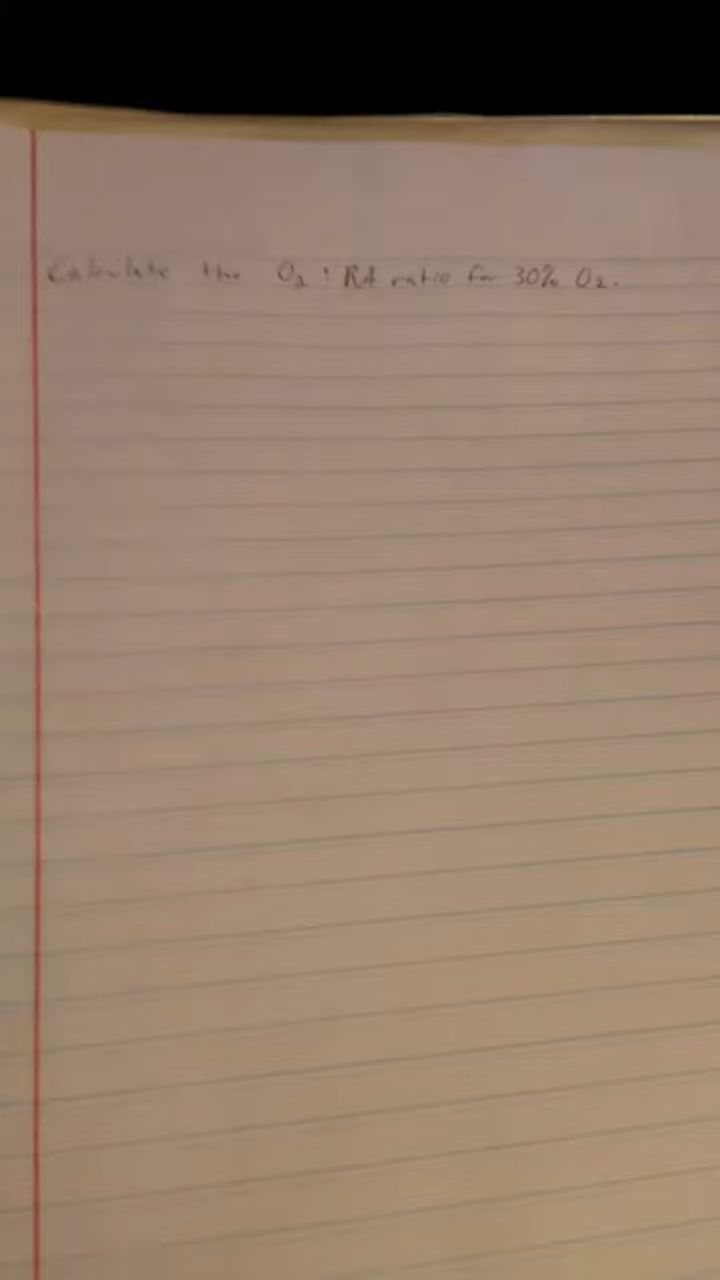 Calculate the O₂ : RA ratio for 30% O₂.